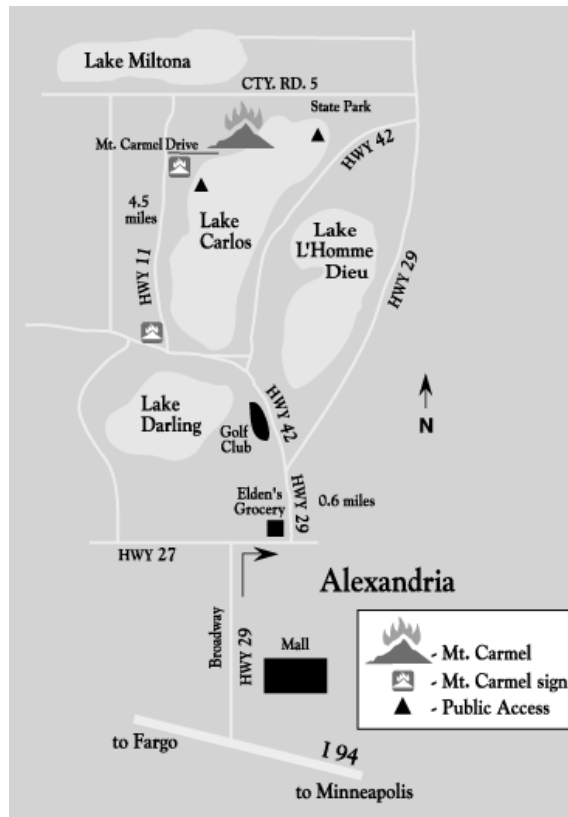 Lake Miltona
CTY. RD. 5
State Park
HWY 42
Mt. Carmel Drive
4.5
miles
Lake
Carlos
Lake
L'Homme
Dieu
HWY 11
HWY 29
N
Lake
Darling
HWY 42
Golf
Club
Elden's
Grocery
HWY 29
0.6 miles
HWY 27
Alexandria
Broadway
HWY 29
Mall
- Mt. Carmel
- Mt. Carmel sign
- Public Access
to Fargo
I 94
to Minneapolis